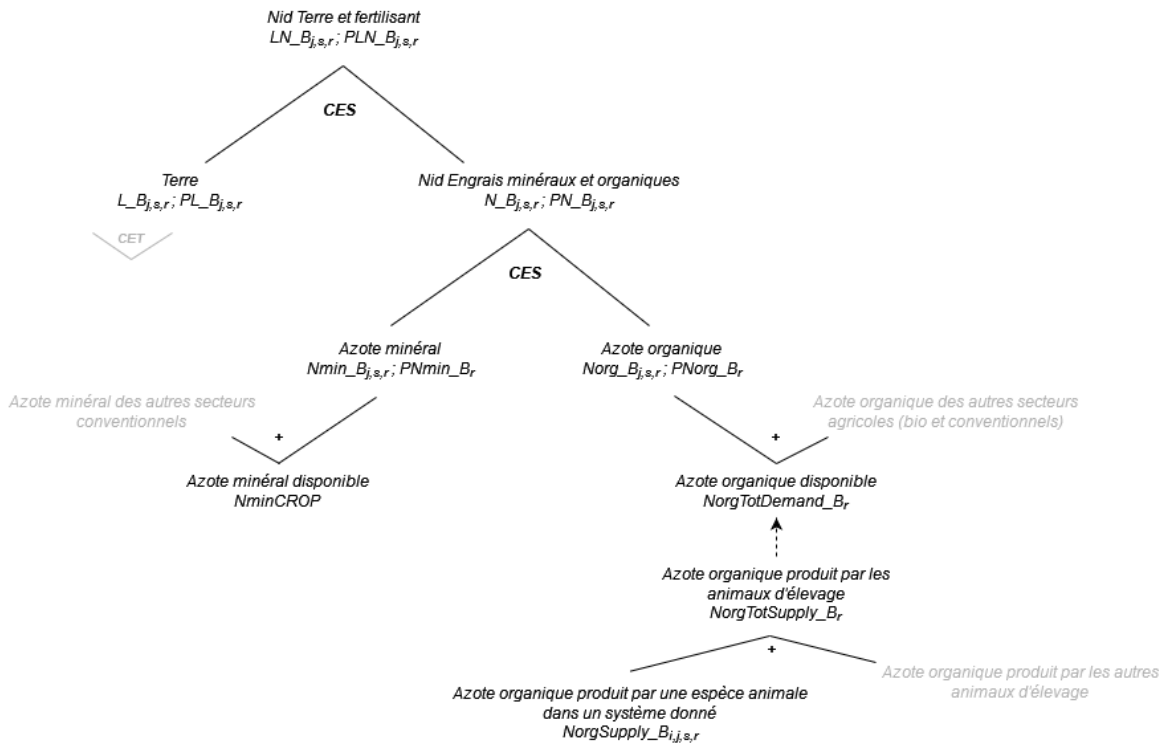 Nid Terre et fertilisant
LN_Bj,s,r ; PLN_Bj,s,r
CES
Terre
L_Bj,s,r ; PL_Bj,s,r
CET
Nid Engrais minéraux et organiques
N_Bj,s,r ; PN_Bj,s,r
CES
Azote minéral
Nmin_Bj,s,r ; PNmin_Br
Azote organique
Norg_Bj,s,r ; PNorg_Br
Azote minéral des autres secteurs
conventionnels
+
Azote minéral disponible
NminCROP
Azote organique des autres secteurs
agricoles (bio et conventionnels)
+
Azote organique disponible
NorgTotDemand_Br
Azote organique produit par les
animaux d'élevage
NorgTotSupply_Br
+
Azote organique produit par une espèce animale
dans un système donné
NorgSupply_Bi,j,s,r
Azote organique produit par les autres
animaux d'élevage